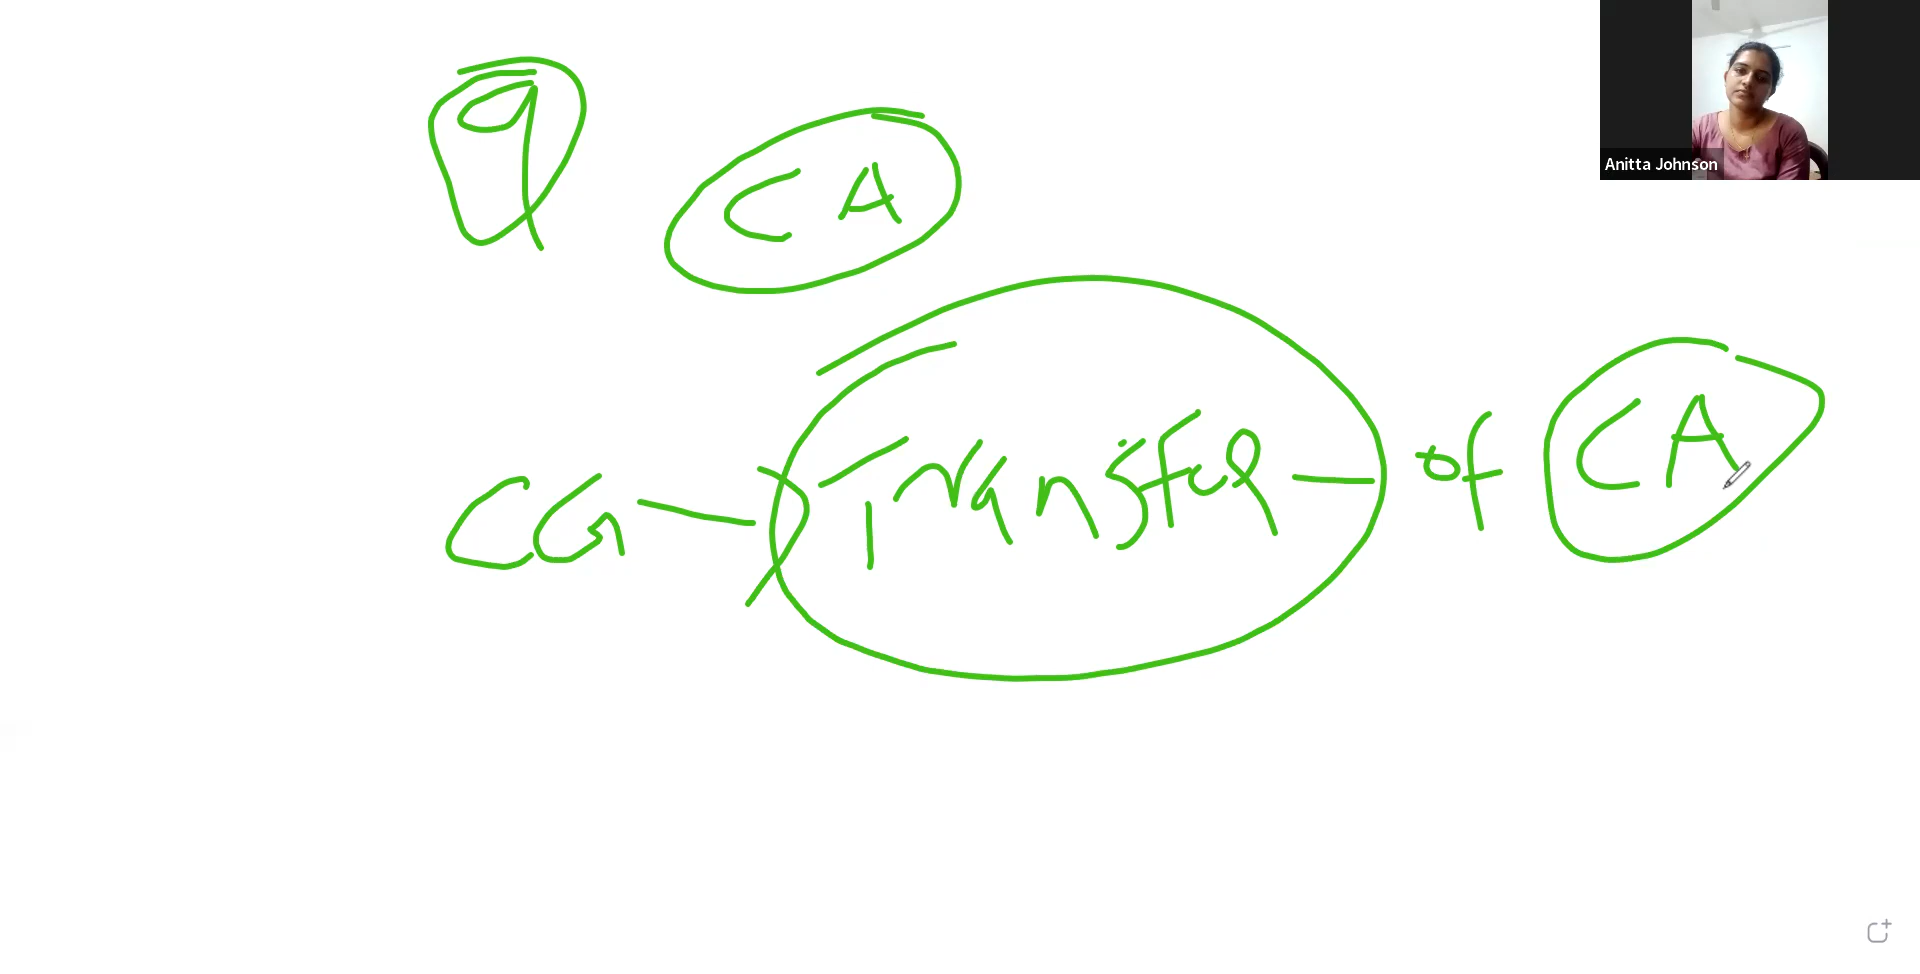 9
CA
CG → Transfer — of CA
Anitta Johnson